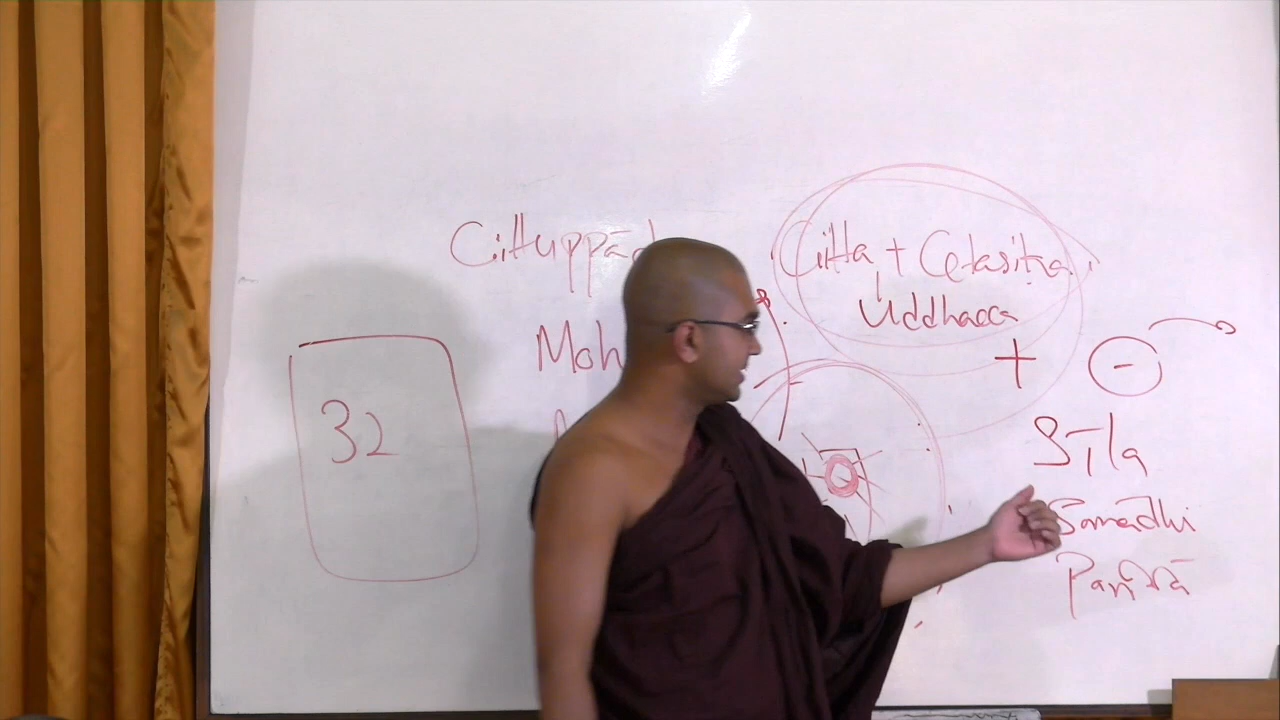 Cittuppād
Citta + Cetasika
Uddhacca
Moh
+ -
32
Sīla
Samādhi
Paññā